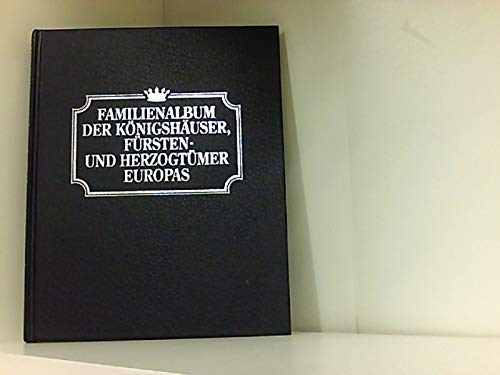 FAMILIENALBUM
DER KÖNIGSHÄUSER,
FÜRSTEN-
UND HERZOGTÜMER
EUROPAS